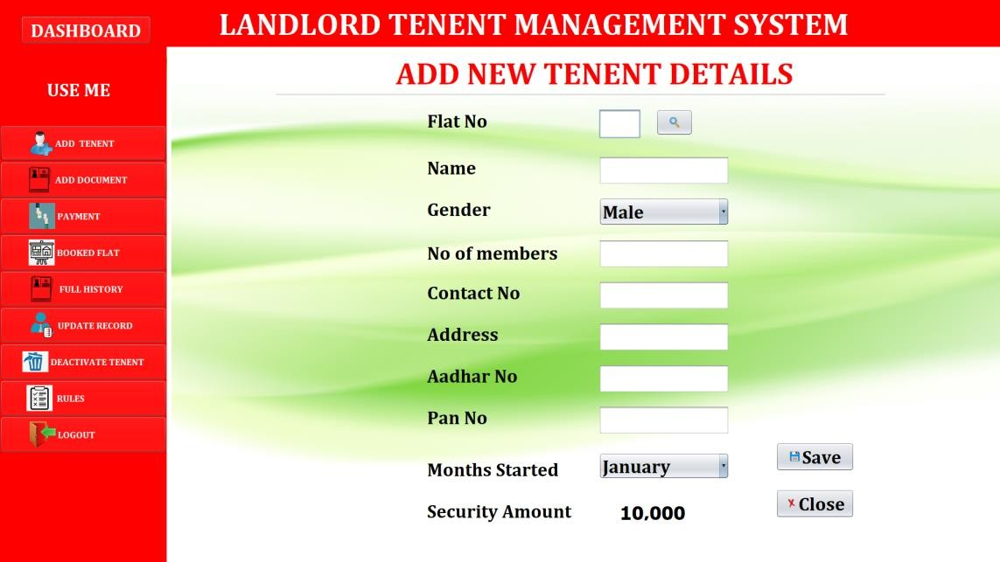 DASHBOARD
LANDLORD TENENT MANAGEMENT SYSTEM
USE ME
ADD TENENT
ADD DOCUMENT
PAYMENT
BOOKED FLAT
FULL HISTORY
UPDATE RECORD
DEACTIVATE TENENT
RULES
LOGOUT
ADD NEW TENENT DETAILS
Flat No
Name
Gender Male
No of members
Contact No
Address
Aadhar No
Pan No
Months Started January
Security Amount 10,000
Save
Close